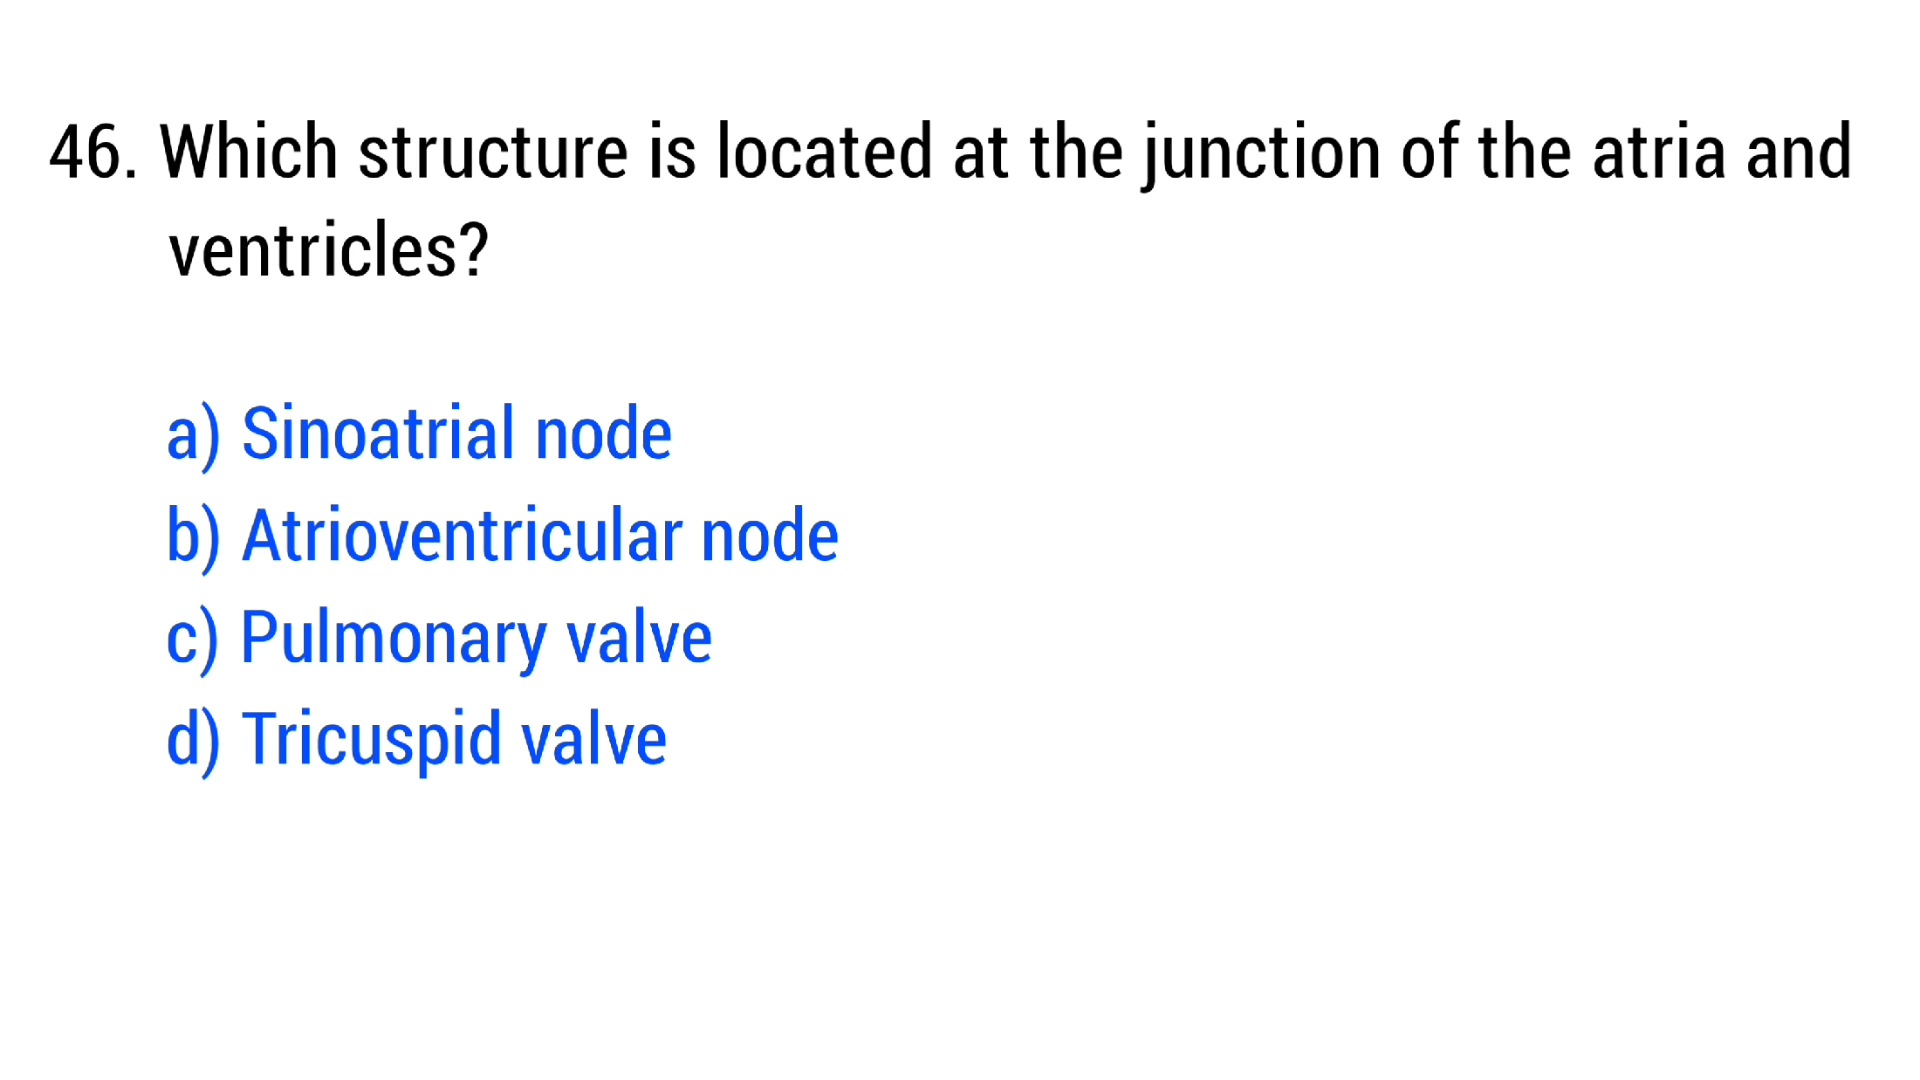 46. Which structure is located at the junction of the atria and
ventricles?
a) Sinoatrial node
b) Atrioventricular node
c) Pulmonary valve
d) Tricuspid valve